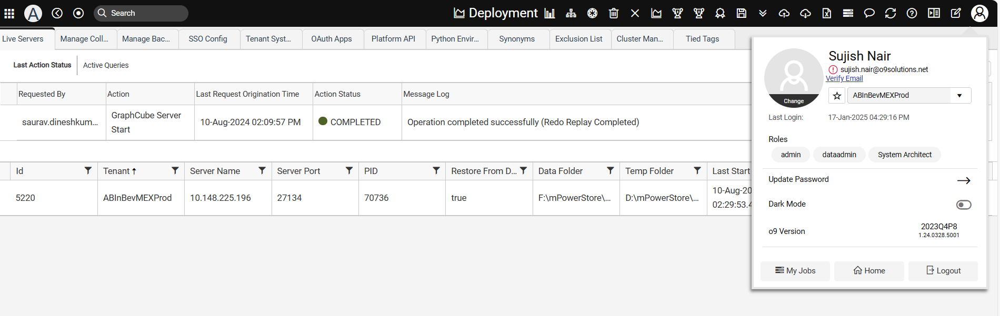 A
Search
Deployment
Live Servers
Manage Coll...
Manage Bac...
SSO Config
Tenant Syst...
OAuth Apps
Platform API
Python Envir...
Synonyms
Exclusion List
Cluster Man...
Tied Tags
Last Action Status
Active Queries
Requested By
Action
Last Request Origination Time
Action Status
Message Log
saurav.dineshkum...
GraphCube Server
Start
10-Aug-2024 02:09:57 PM
COMPLETED
Operation completed successfully (Redo Replay Completed)
Id
Tenant
Server Name
Server Port
PID
Restore From D...
Data Folder
Temp Folder
Last Start
5220
ABInBevMEXProd
10.148.225.196
27134
70736
true
F:\mPowerStore\...
D:\mPowerStore\...
10-Aug-20
02:29:53.4
Sujish Nair
sujish.nair@o9solutions.net
Verify Email
Change
ABInBevMEXProd
Last Login:
17-Jan-2025 04:29:16 PM
Roles
admin
dataadmin
System Architect
Update Password
Dark Mode
o9 Version
2023Q4P8
1.24.0328.5001
My Jobs
Home
Logout